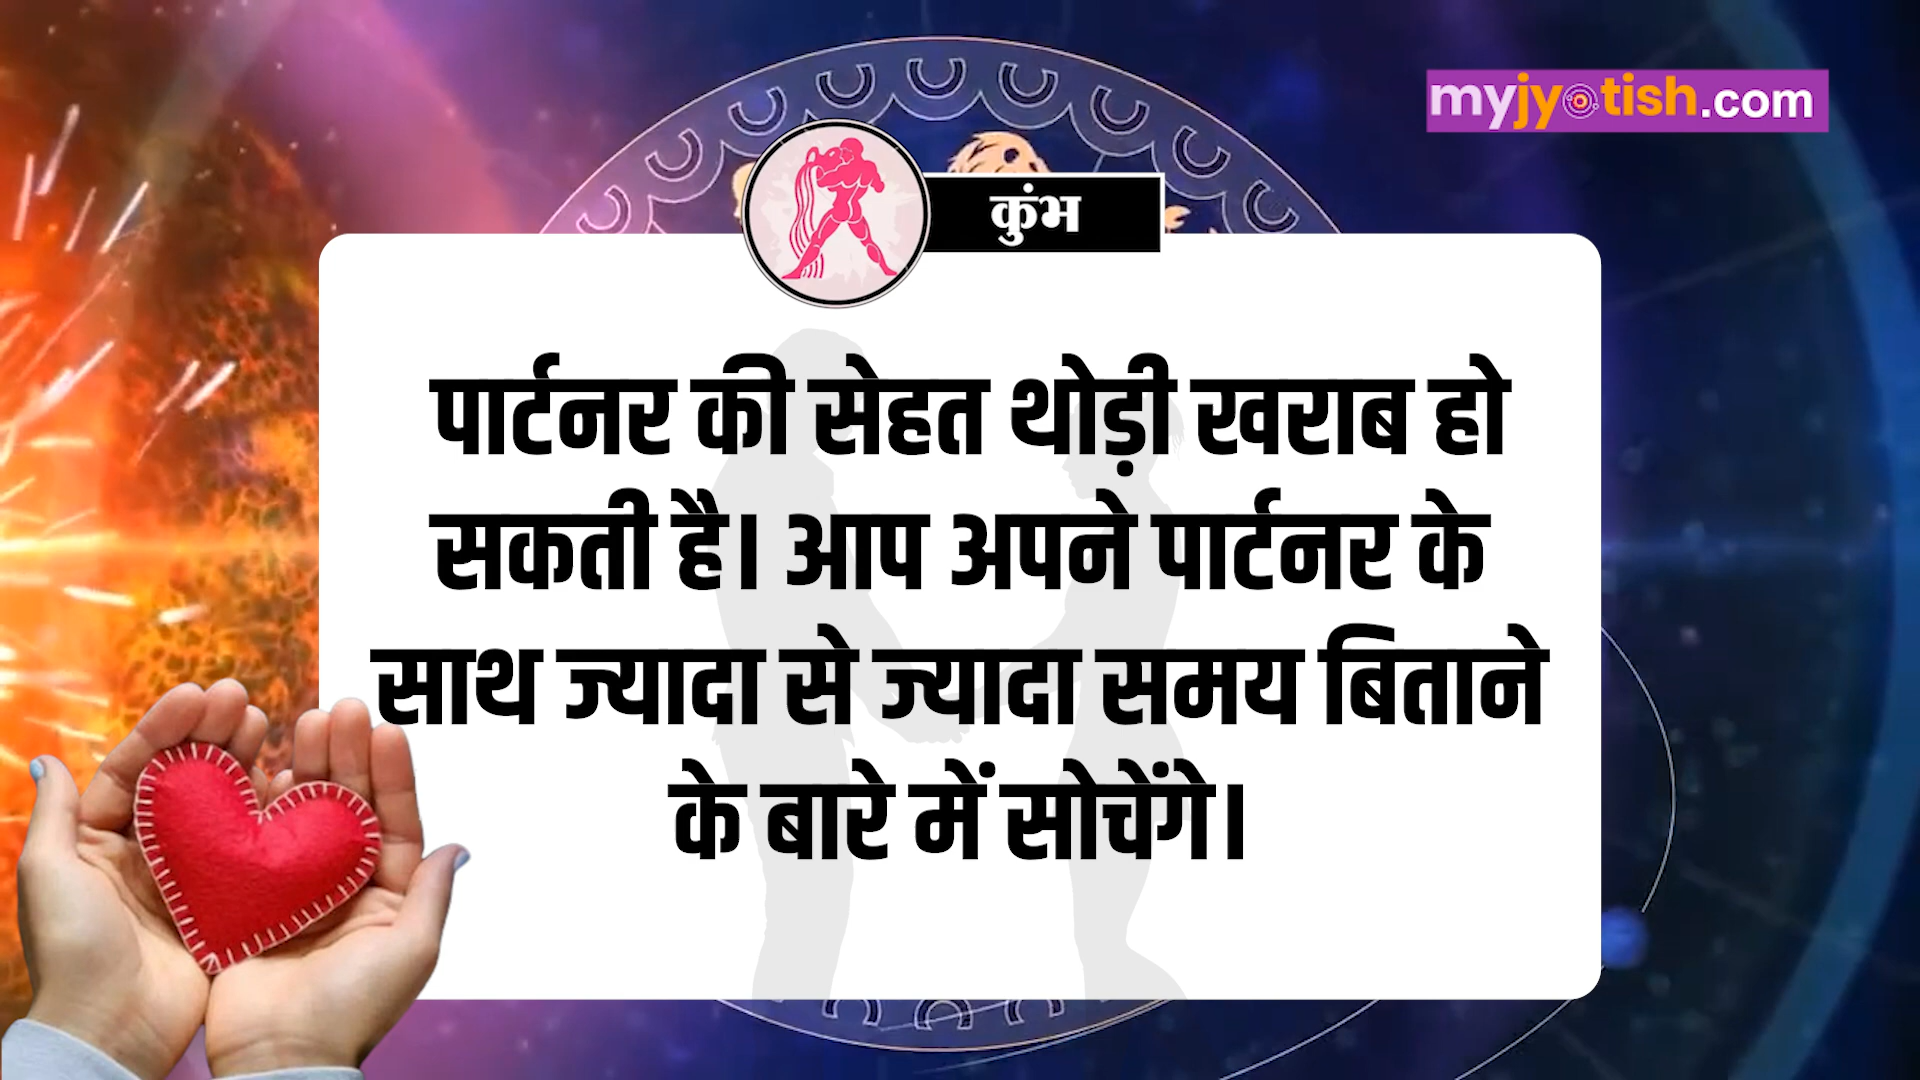 myjyotish.com
कुंभ
पार्टनर की सेहत थोड़ी खराब हो
सकती है। आप अपने पार्टनर के
साथ ज्यादा से ज्यादा समय बिताने
के बारे में सोचेंगे।